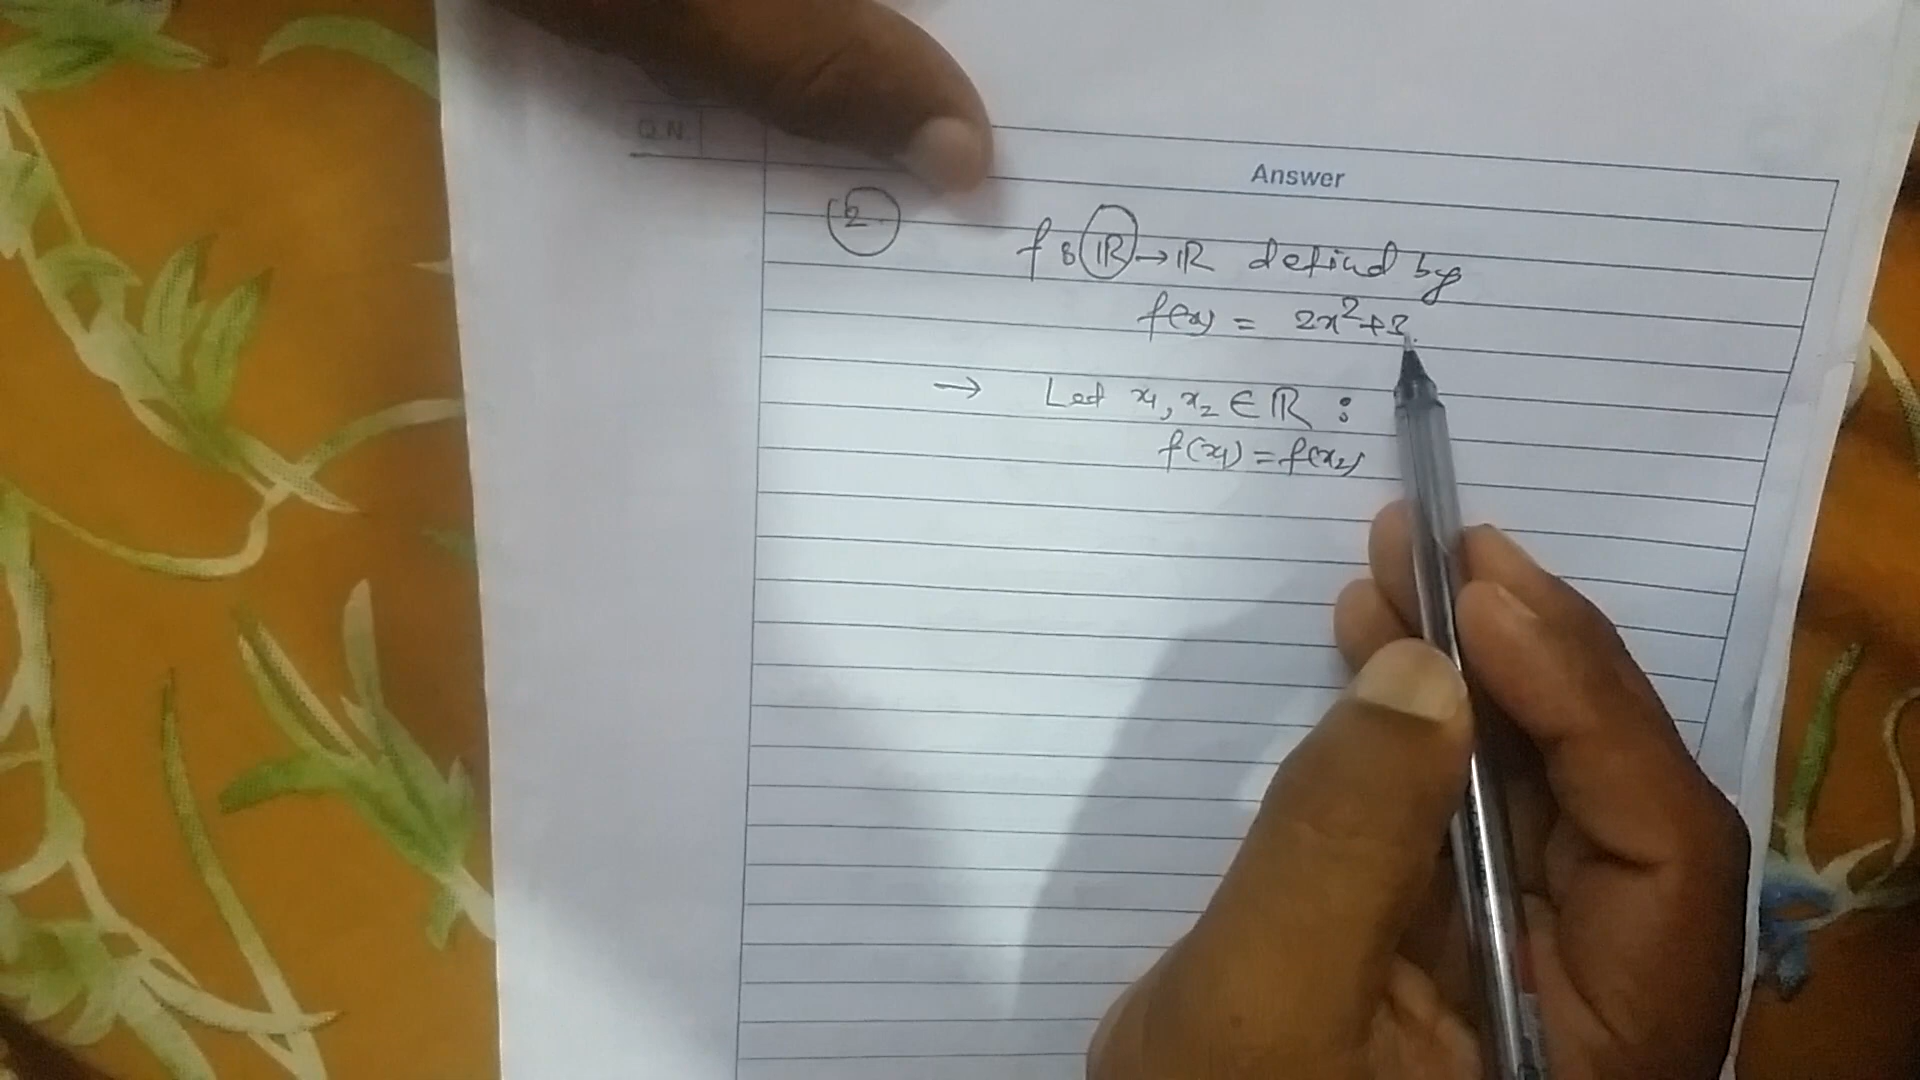 Q.N.
Answer
2.
f : ℝ → ℝ defind by
f(x) = 2x²+3.
→ Let x₁, x₂ ∈ ℝ :
f(x₁) = f(x₂)